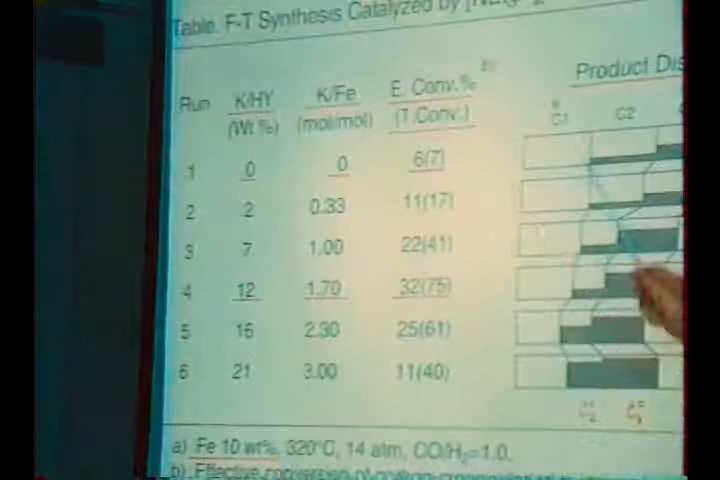 Table. F-T Synthesis Catalyzed by
Product Dis
Run K/HY K/Fe E. Conv.%
(Wt %) (mol/mol) (T.Conv.) C1 C2
1 0 0 6(7)
2 2 0.33 11(17)
3 7 1.00 22(41)
4 12 1.70 32(75)
5 16 2.30 25(61)
6 21 3.00 11(40)
a) Fe 10 wt%, 320°C, 14 atm, CO/H₂=1.0.
b) Effective conversion of